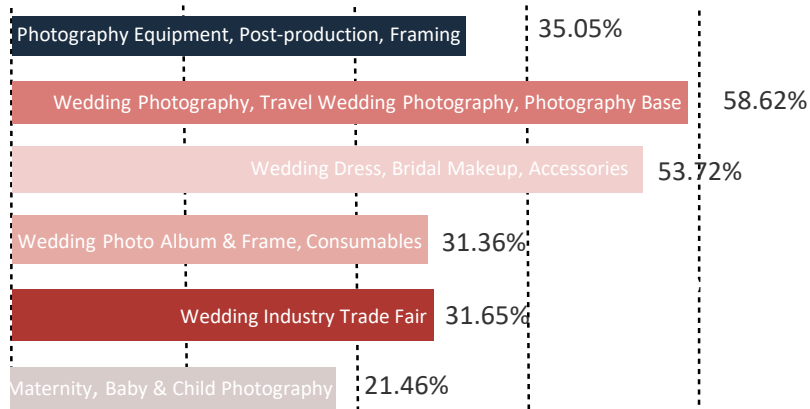 Photography Equipment, Post-production, Framing 35.05%
Wedding Photography, Travel Wedding Photography, Photography Base 58.62%
Wedding Dress, Bridal Makeup, Accessories 53.72%
Wedding Photo Album & Frame, Consumables 31.36%
Wedding Industry Trade Fair 31.65%
Maternity, Baby & Child Photography 21.46%